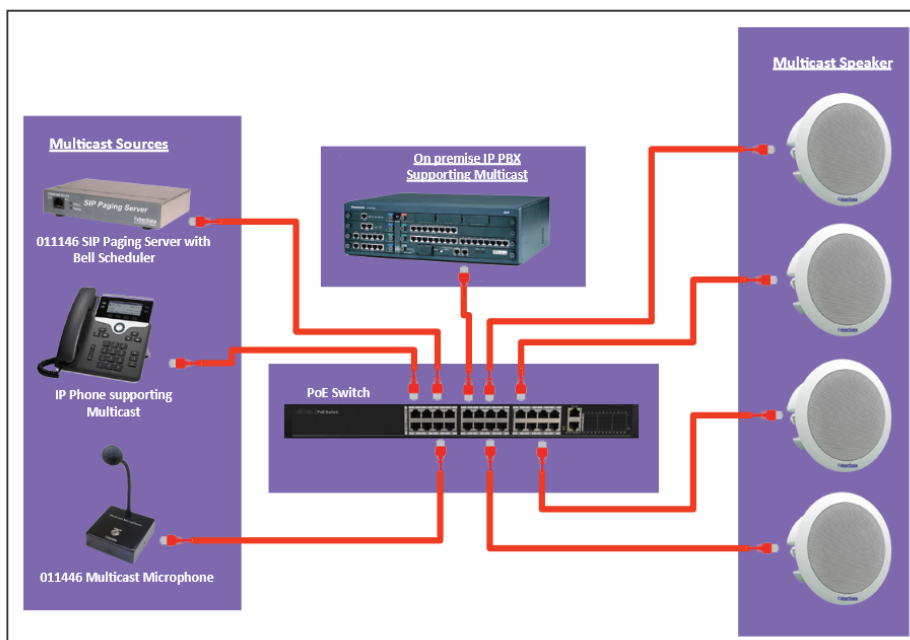 Multicast Sources
SIP Paging Server
CyberData
011146 SIP Paging Server with
Bell Scheduler
IP Phone supporting
Multicast
011446 Multicast Microphone
On premise IP PBX
Supporting Multicast
PoE Switch
PoE Switch
Multicast Speaker